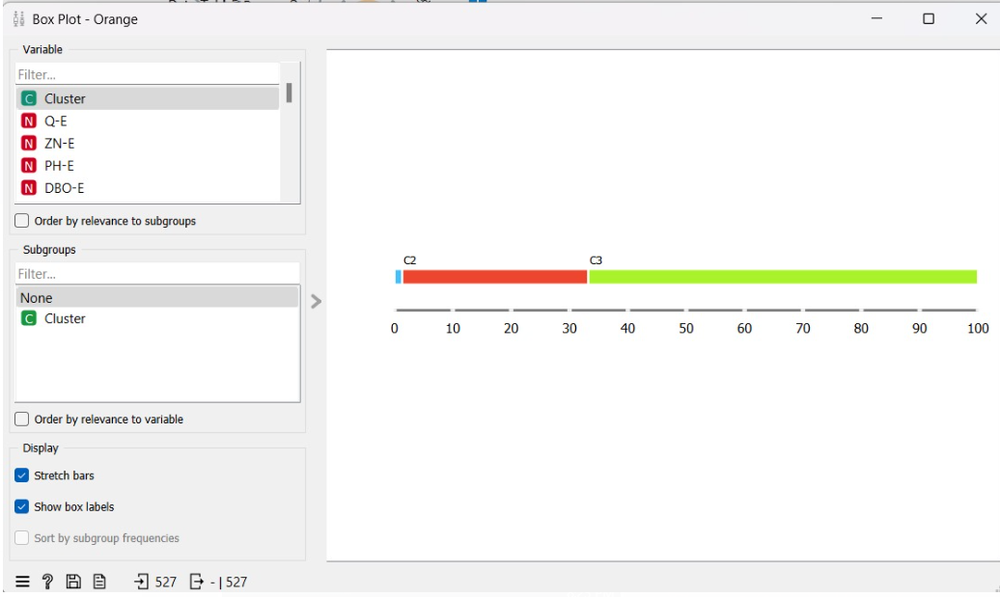 Box Plot - Orange
Variable
Filter...
C Cluster
N Q-E
N ZN-E
N PH-E
N DBO-E
Order by relevance to subgroups
Subgroups
Filter...
None
C Cluster
Order by relevance to variable
Display
Stretch bars
Show box labels
Sort by subgroup frequencies
527 - | 527
C2 C3
0 10 20 30 40 50 60 70 80 90 100